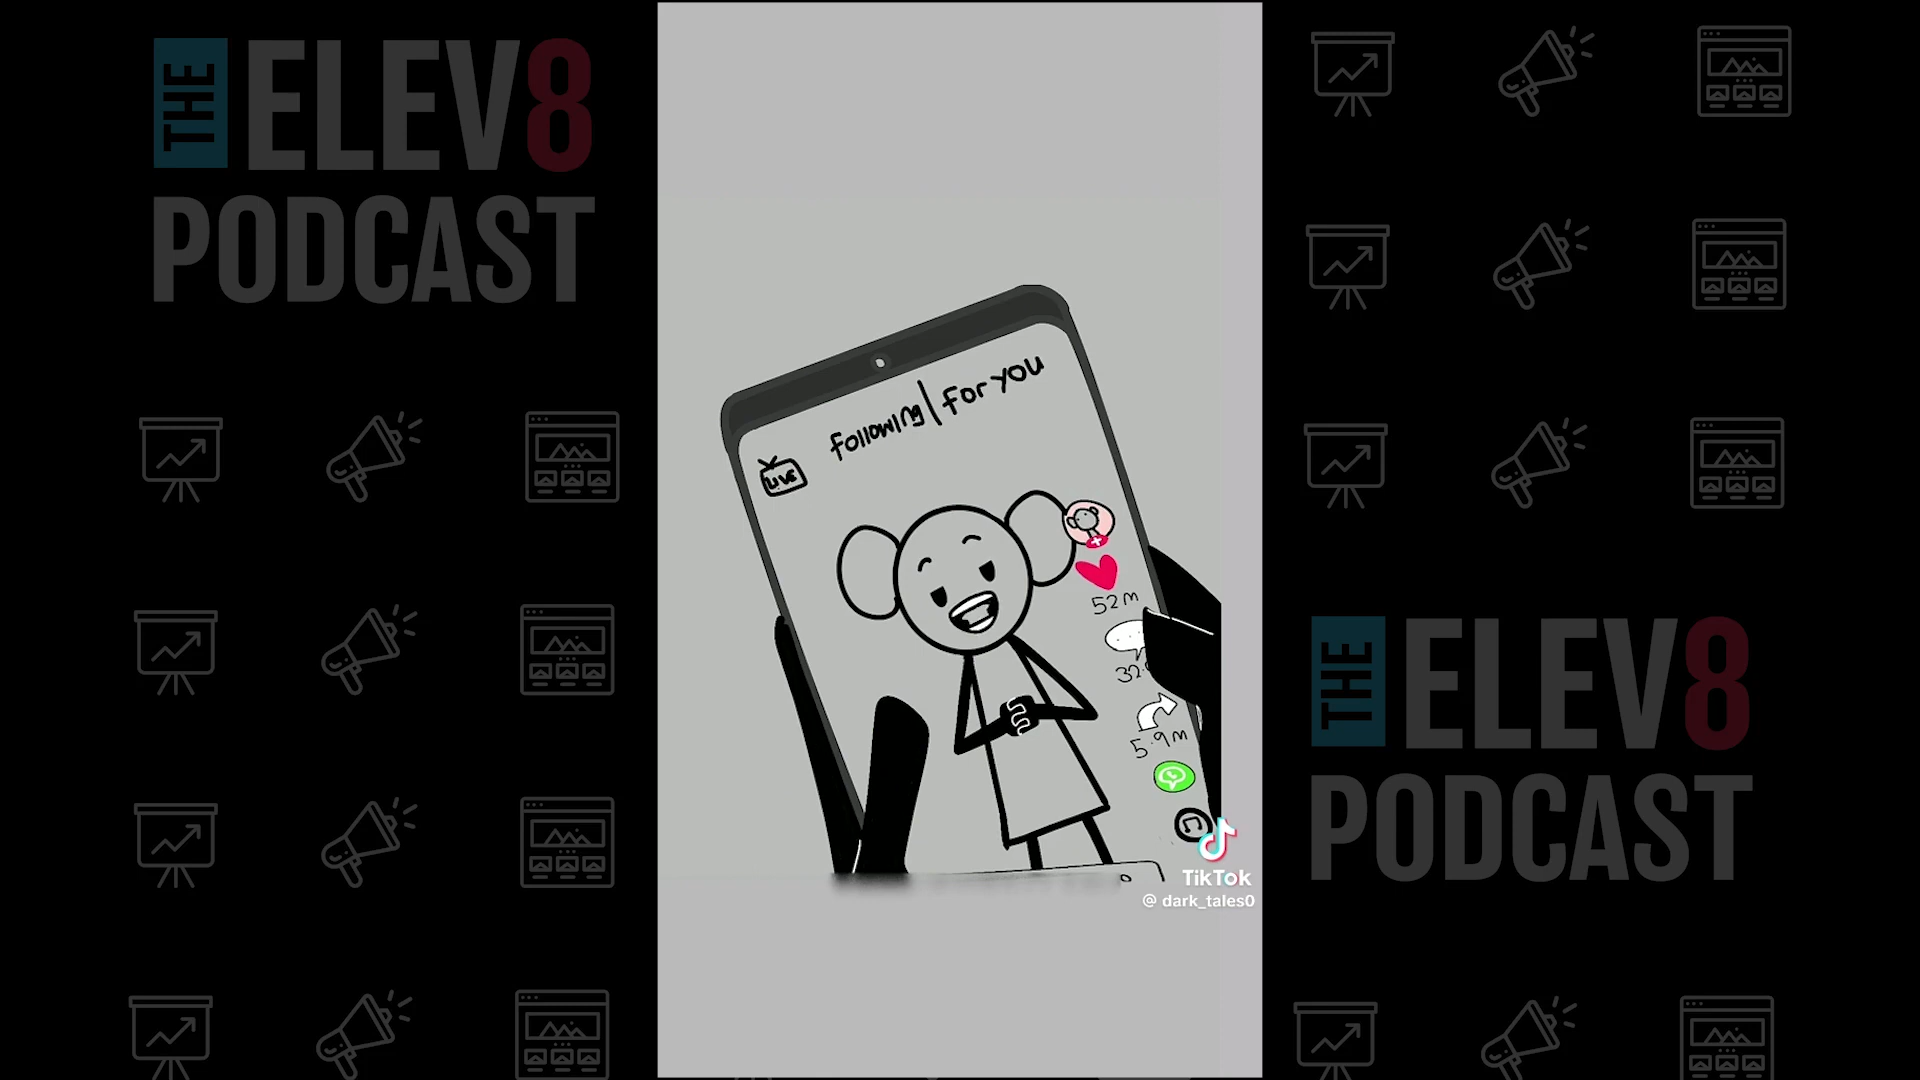 THE ELEV8
PODCAST
following | for you
LIVE
52m
5.9m
TikTok
@ dark_tales0
THE ELEV8
PODCAST